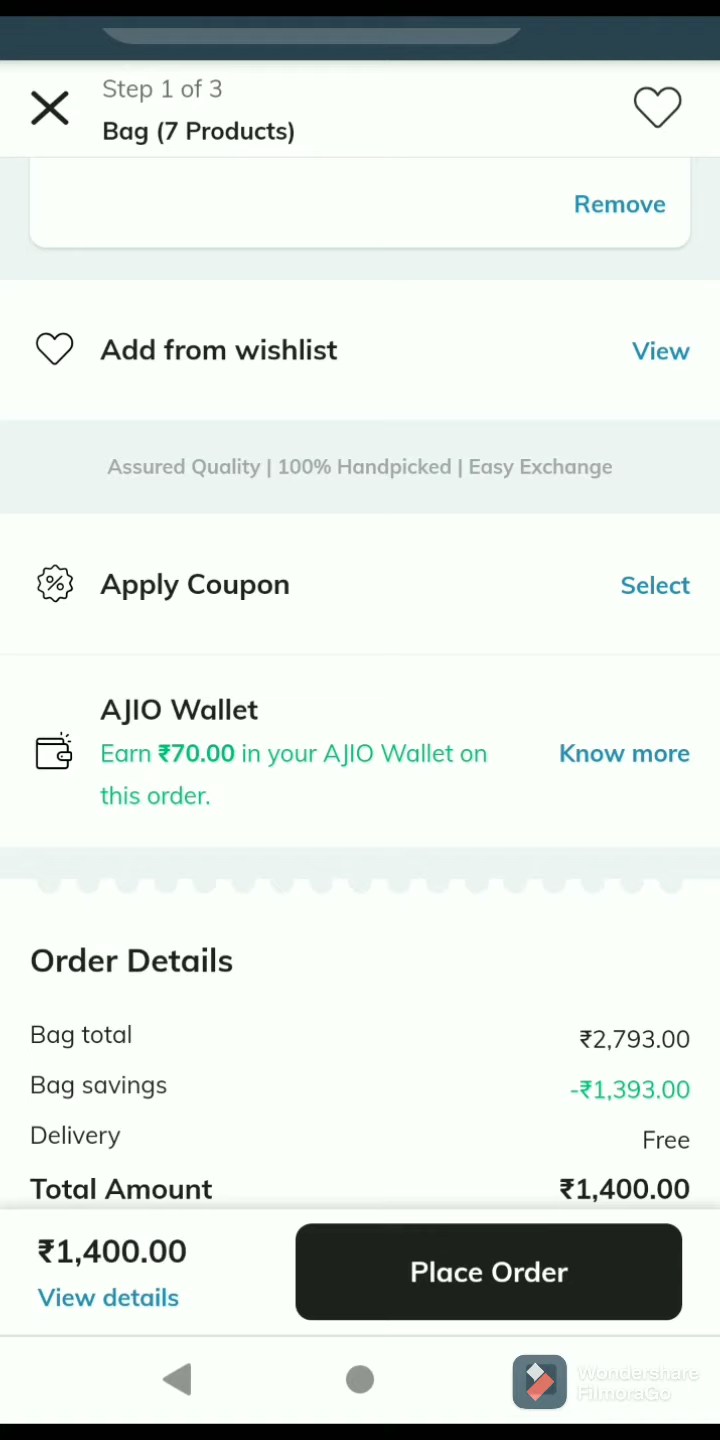 Step 1 of 3
Bag (7 Products)
Remove
Add from wishlist
View
Assured Quality | 100% Handpicked | Easy Exchange
Apply Coupon
Select
AJIO Wallet
Earn ₹70.00 in your AJIO Wallet on
this order.
Know more
Order Details
Bag total ₹2,793.00
Bag savings -₹1,393.00
Delivery Free
Total Amount ₹1,400.00
₹1,400.00
View details
Place Order
Wondershare
FilmoraGo